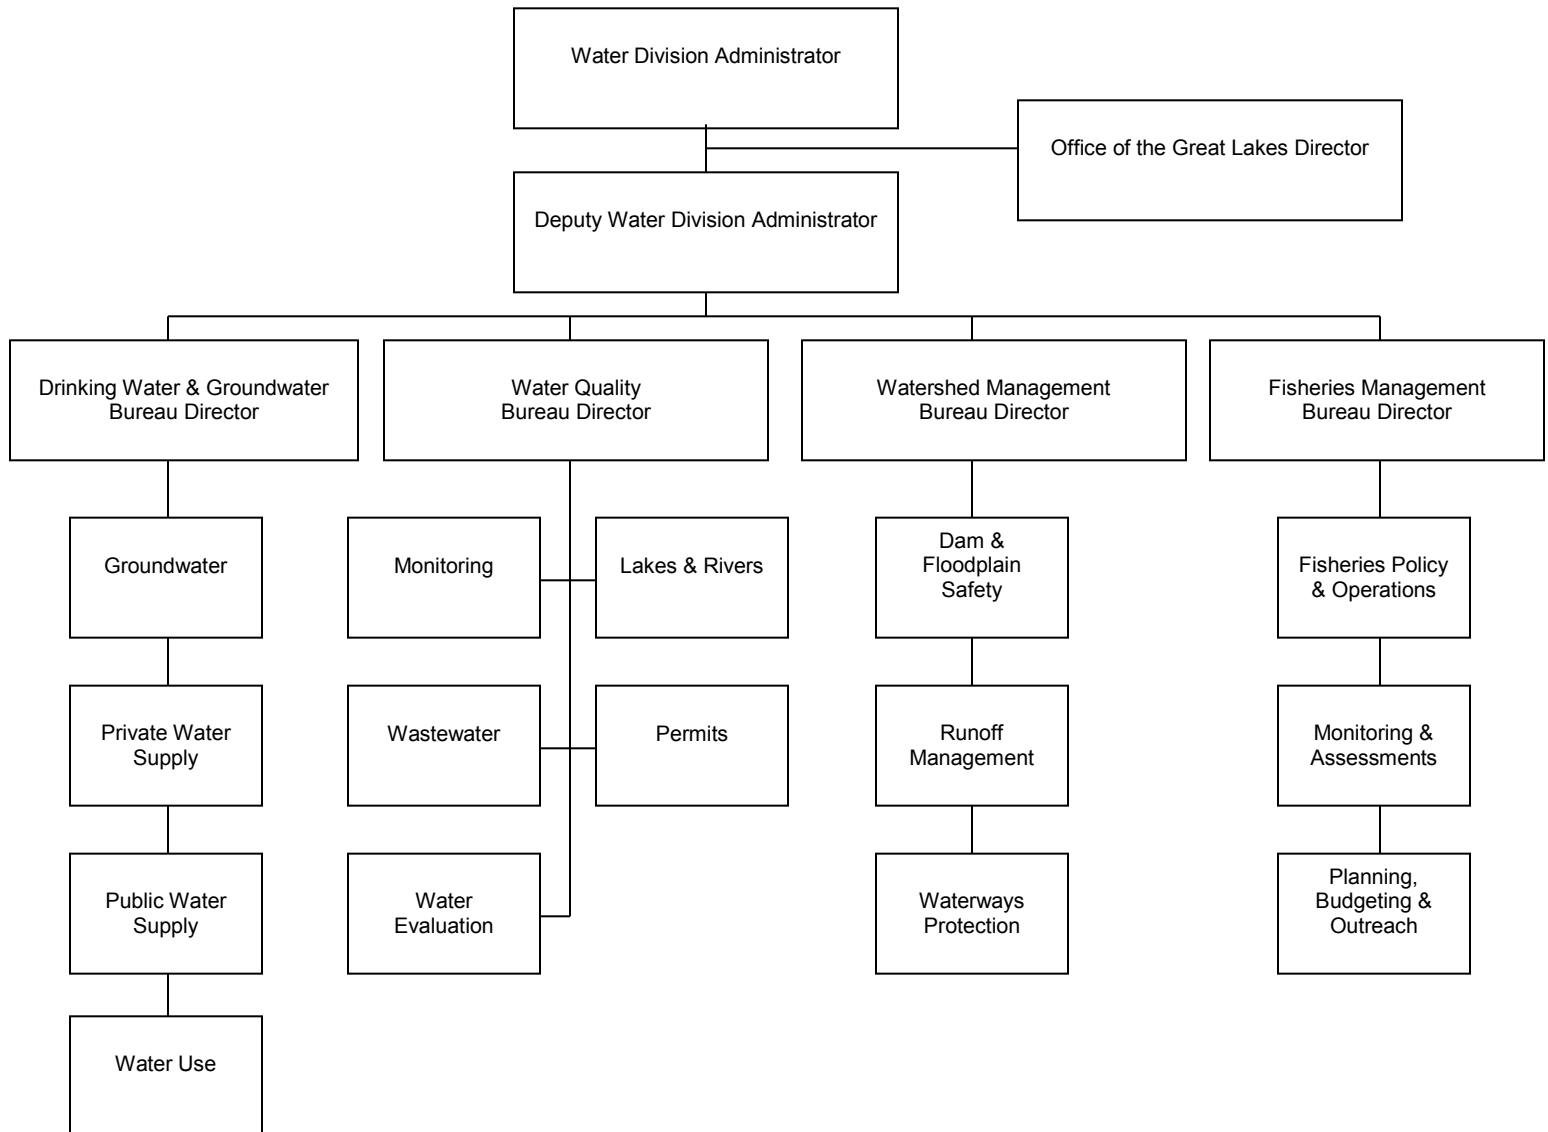 Water Division Administrator
Office of the Great Lakes Director
Deputy Water Division Administrator
Drinking Water & Groundwater
Bureau Director
Water Quality
Bureau Director
Watershed Management
Bureau Director
Fisheries Management
Bureau Director
Groundwater
Monitoring
Lakes & Rivers
Dam &
Floodplain
Safety
Fisheries Policy
& Operations
Private Water
Supply
Wastewater
Permits
Runoff
Management
Monitoring &
Assessments
Public Water
Supply
Water
Evaluation
Waterways
Protection
Planning,
Budgeting &
Outreach
Water Use